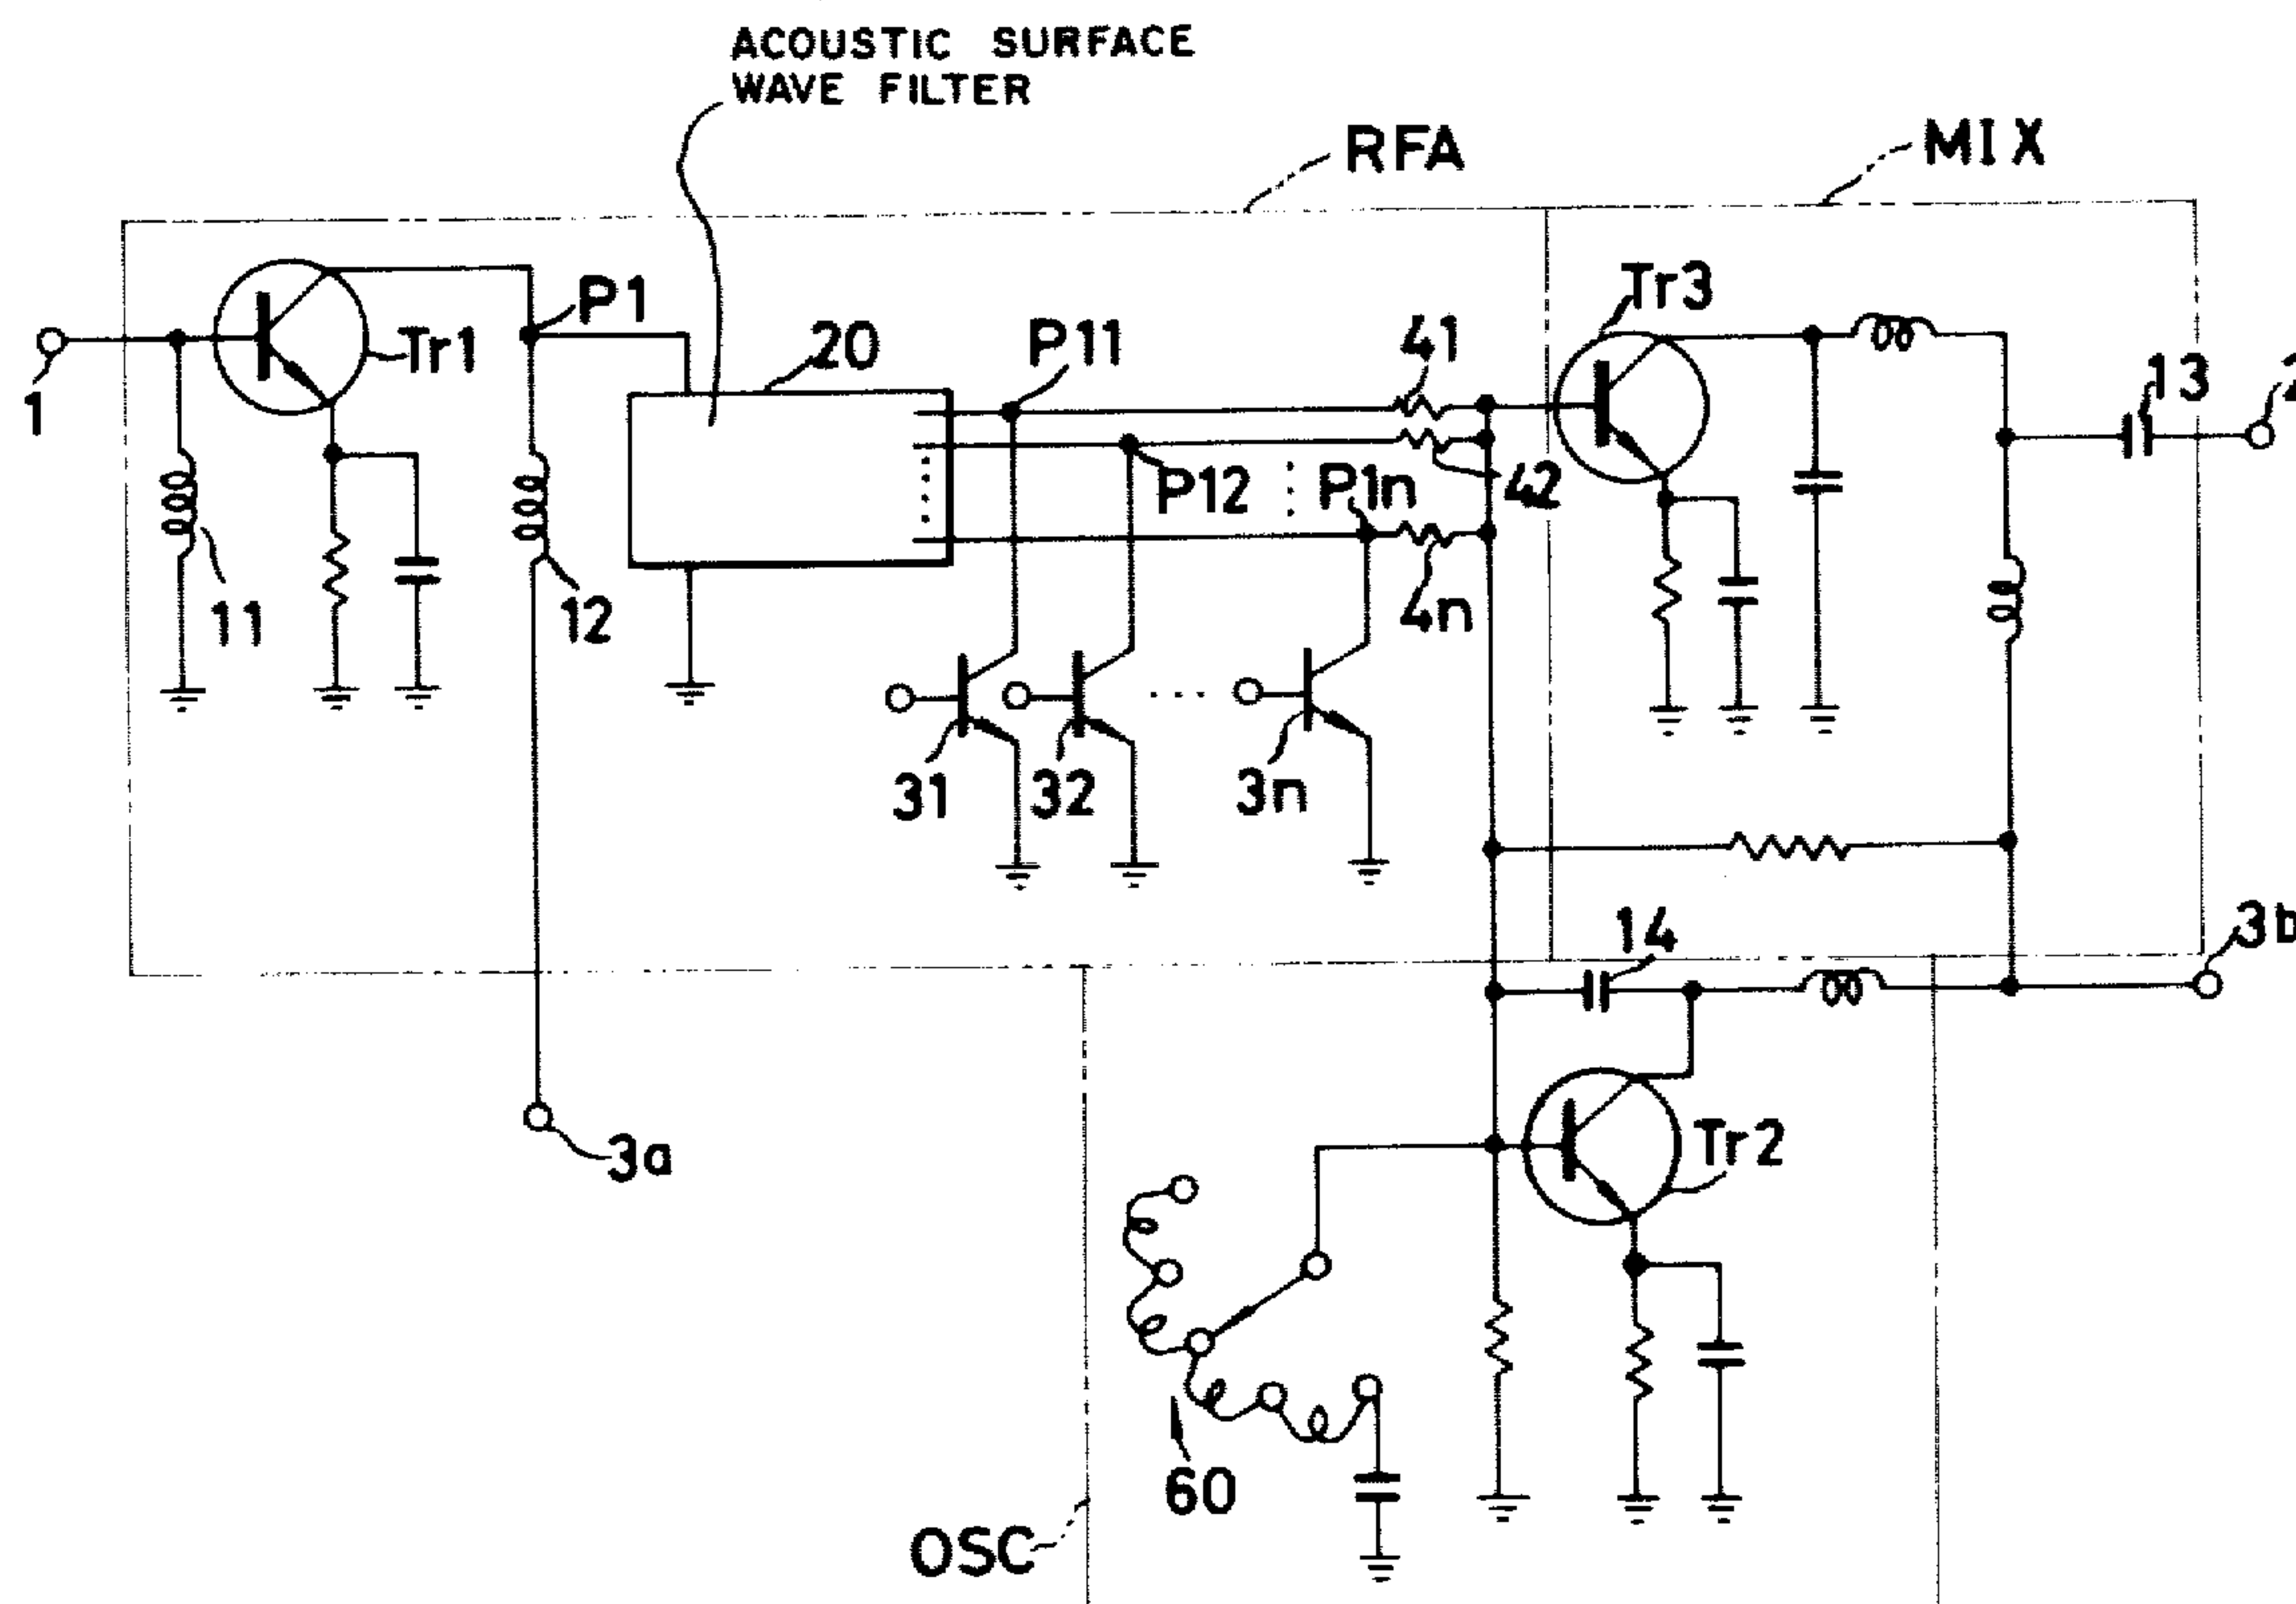 ACOUSTIC SURFACE
WAVE FILTER
RFA
MIX
Tr3
P1
Tr1
20
P11
41
13
2
1
P12
P1n
42
11
12
4n
31
32
3n
14
3b
3a
Tr2
60
OSC